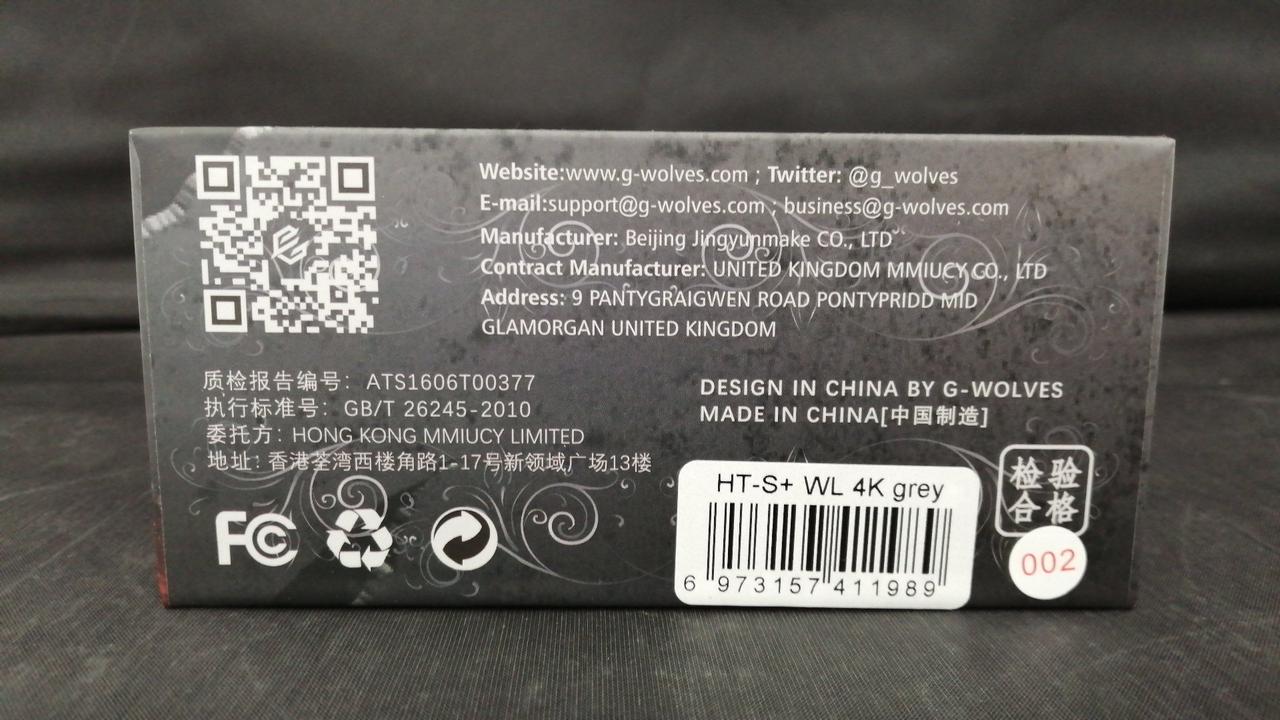 Website:www.g-wolves.com ; Twitter: @g_wolves
E-mail:support@g-wolves.com ; business@g-wolves.com
Manufacturer: Beijing Jingyunmake CO., LTD
Contract Manufacturer: UNITED KINGDOM MMIUCY CO., LTD
Address: 9 PANTYGRAIGWEN ROAD PONTYPRIDD MID
GLAMORGAN UNITED KINGDOM
质检报告编号: ATS1606T00377
执行标准号: GB/T 26245-2010
委托方: HONG KONG MMIUCY LIMITED
地址: 香港荃湾西楼角路1-17号新领域广场13楼
DESIGN IN CHINA BY G-WOLVES
MADE IN CHINA[中国制造]
FC
HT-S+ WL 4K grey
6 973157 411989
检验
合格
002